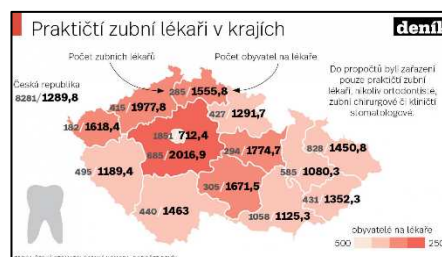 Praktičtí zubní lékaři v krajích
deník
Počet zubních lékařů
Počet obyvatel na lékaře
Česká republika
8281/1289,8
Do propočtů byli zařazeni
pouze praktičtí zubní lékaři,
nikoliv ortodontisté,
zubní chirurgové či kliničtí
stomatologové.
285 1555,8
415 1977,8
427 1291,7
182 1618,4
1851 712,4
685 2016,9
294 1774,7
828 1450,8
495 1189,4
585 1080,3
305 1671,5
431 1352,3
440 1463
1058 1125,3
obyvatelé na lékaře
500
250